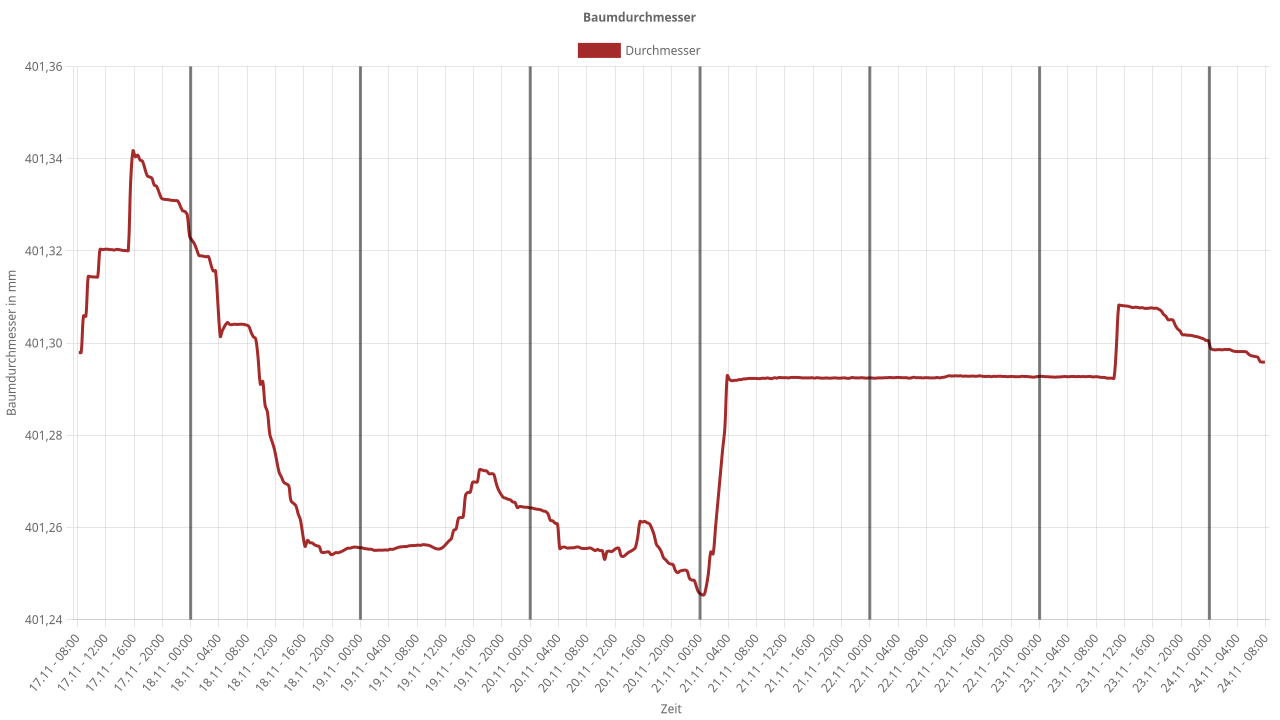 Baumdurchmesser
Durchmesser
401,36
401,34
401,32
401,30
401,28
401,26
401,24
Baumdurchmesser in mm
17.11 - 08:00
17.11 - 12:00
17.11 - 16:00
17.11 - 20:00
18.11 - 00:00
18.11 - 04:00
18.11 - 08:00
18.11 - 12:00
18.11 - 16:00
18.11 - 20:00
19.11 - 00:00
19.11 - 04:00
19.11 - 08:00
19.11 - 12:00
19.11 - 16:00
19.11 - 20:00
20.11 - 00:00
20.11 - 04:00
20.11 - 08:00
20.11 - 12:00
20.11 - 16:00
20.11 - 20:00
21.11 - 00:00
21.11 - 04:00
21.11 - 08:00
21.11 - 12:00
21.11 - 16:00
21.11 - 20:00
22.11 - 00:00
22.11 - 04:00
22.11 - 08:00
22.11 - 12:00
22.11 - 16:00
22.11 - 20:00
23.11 - 00:00
23.11 - 04:00
23.11 - 08:00
23.11 - 12:00
23.11 - 16:00
23.11 - 20:00
24.11 - 00:00
24.11 - 04:00
24.11 - 08:00
Zeit